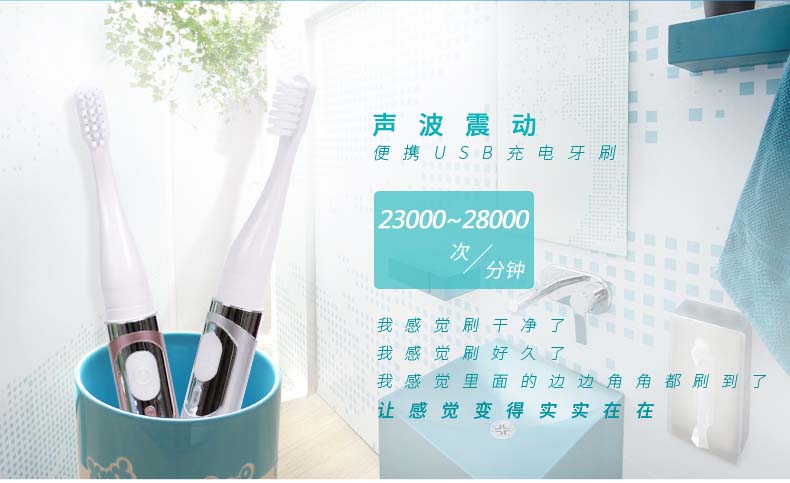 声波震动
便携USB充电牙刷
23000~28000
次/分钟
我感觉刷干净了
我感觉刷好久了
我感觉里面的边边角角都刷到了
让感觉变得实实在在